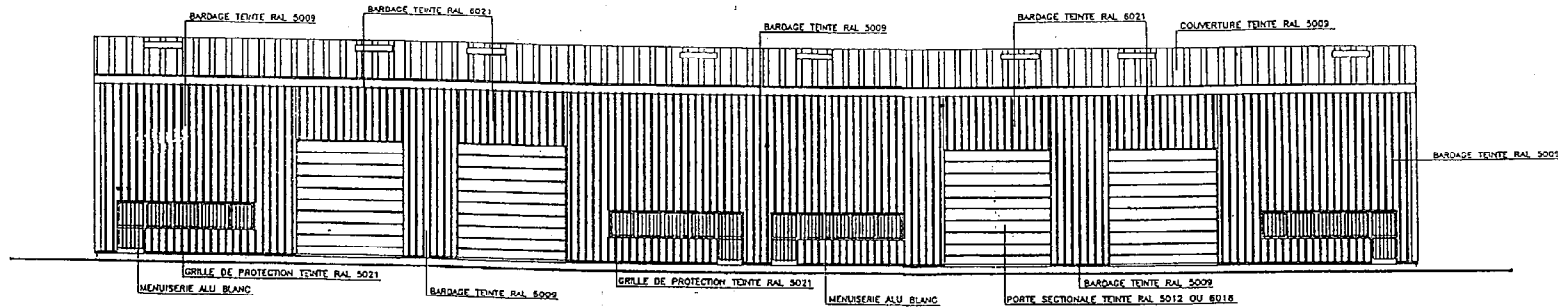 BARDAGE TEINTE RAL 5009
BARDAGE TEINTE RAL 6021
BARDAGE TEINTE RAL 5009
BARDAGE TEINTE RAL 6021
COUVERTURE TEINTE RAL 5009
BARDAGE TEINTE RAL 5009
GRILLE DE PROTECTION TEINTE RAL 5021
MENUISERIE ALU BLANC
BARDAGE TEINTE RAL 5009
GRILLE DE PROTECTION TEINTE RAL 5021
MENUISERIE ALU BLANC
BARDAGE TEINTE RAL 5009
PORTE SECTIONALE TEINTE RAL 5012 OU 6018